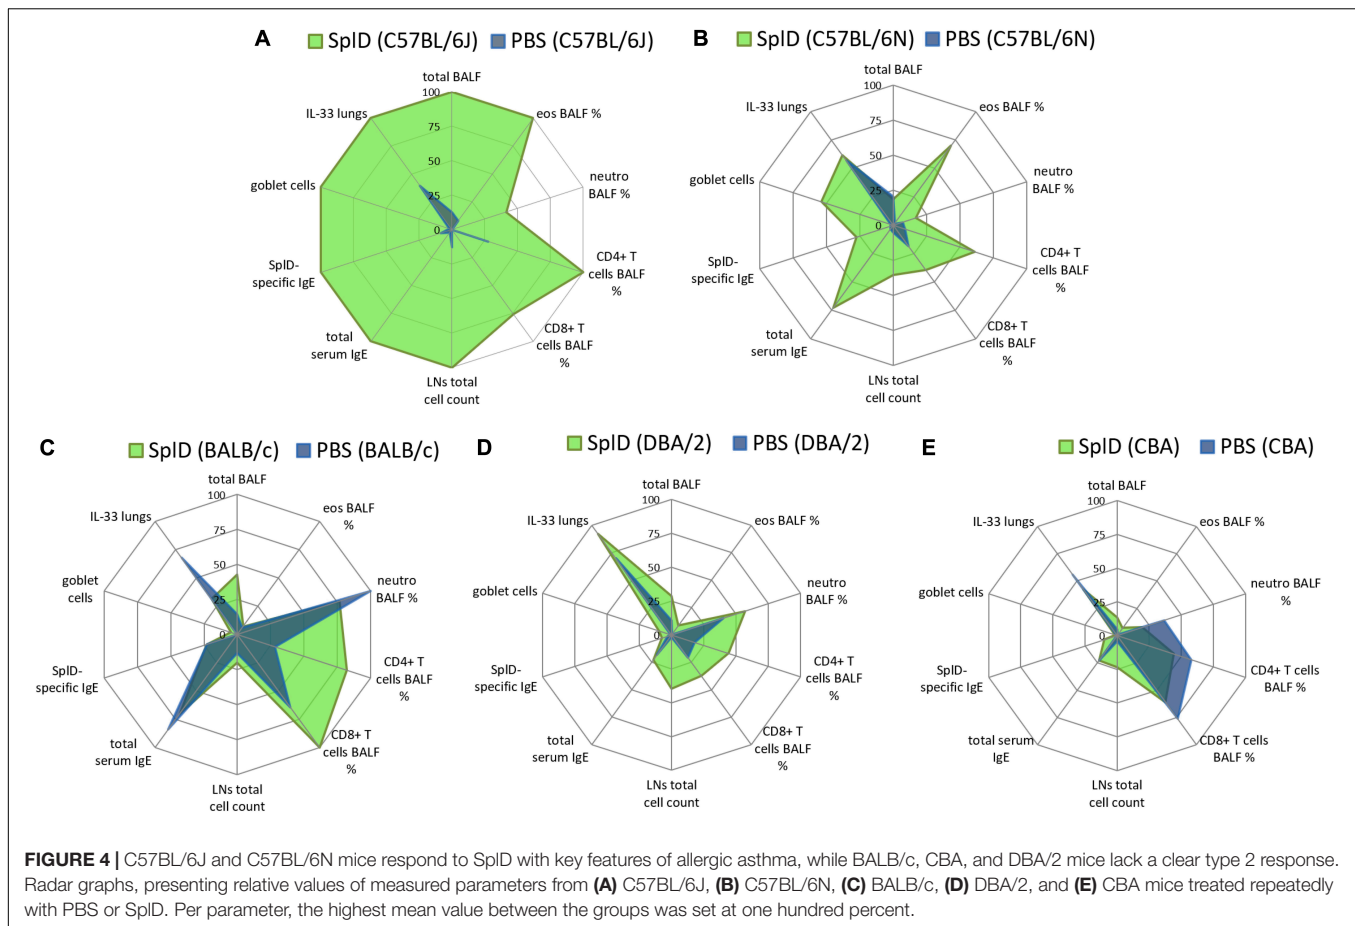 A
SplD (C57BL/6J) PBS (C57BL/6J)
total BALF
100
75
50
25
0
eos BALF %
neutro
BALF %
CD4+ T
cells BALF
%
CD8+ T
cells BALF
%
LNs total
cell count
total
serum IgE
SplD-
specific IgE
goblet cells
IL-33 lungs
B
SplD (C57BL/6N) PBS (C57BL/6N)
total BALF
100
75
50
25
0
eos BALF %
neutro
BALF %
CD4+ T
cells BALF
%
CD8+ T
cells BALF
%
LNs total
cell count
total
serum IgE
SplD-
specific IgE
goblet cells
IL-33 lungs
C
SplD (BALB/c) PBS (BALB/c)
total BALF
100
75
50
25
0
eos BALF
%
neutro
BALF %
CD4+ T
cells BALF
%
CD8+ T
cells BALF
%
LNs total
cell count
total
serum IgE
SplD-
specific IgE
goblet
cells
IL-33 lungs
D
SplD (DBA/2) PBS (DBA/2)
total BALF
100
75
50
25
0
eos BALF %
neutro
BALF %
CD4+ T
cells BALF
%
CD8+ T
cells BALF
%
LNs total
cell count
total
serum IgE
SplD-
specific IgE
goblet cells
IL-33 lungs
E
SplD (CBA) PBS (CBA)
total BALF
100
75
50
25
0
eos BALF %
neutro BALF
%
CD4+ T cells
BALF %
CD8+ T cells
BALF %
LNs total
cell count
total serum
IgE
SplD-
specific IgE
goblet cells
IL-33 lungs
FIGURE 4 | C57BL/6J and C57BL/6N mice respond to SplD with key features of allergic asthma, while BALB/c, CBA, and DBA/2 mice lack a clear type 2 response.
Radar graphs, presenting relative values of measured parameters from (A) C57BL/6J, (B) C57BL/6N, (C) BALB/c, (D) DBA/2, and (E) CBA mice treated repeatedly
with PBS or SplD. Per parameter, the highest mean value between the groups was set at one hundred percent.